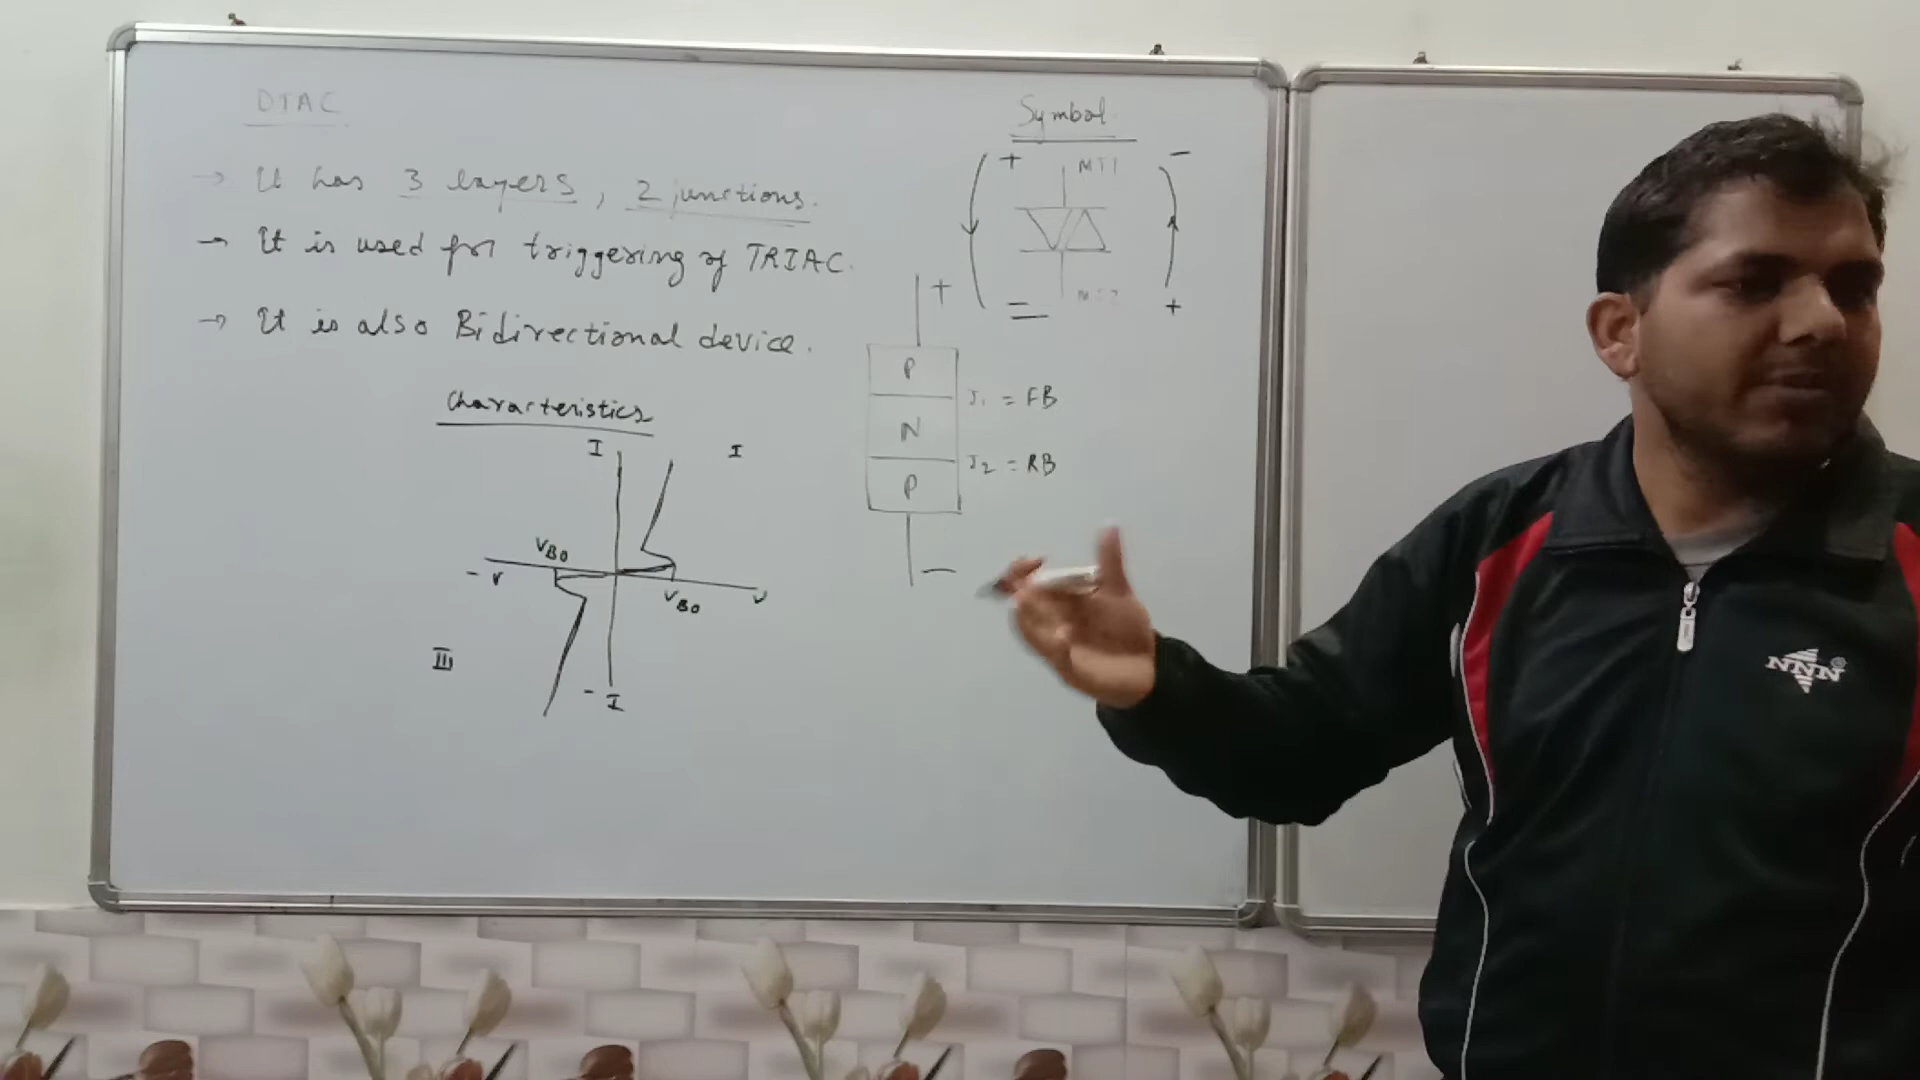 DIAC
→ It has 3 layers, 2 junctions.
→ It is used for triggering of TRIAC.
→ It is also Bidirectional device.
Characteristics
I
I
VBO
- V
VBO
V
III
- I
Symbol
+
MT1
-
MT2
+
+
P
J1 = FB
N
J2 = RB
P
-
NNN